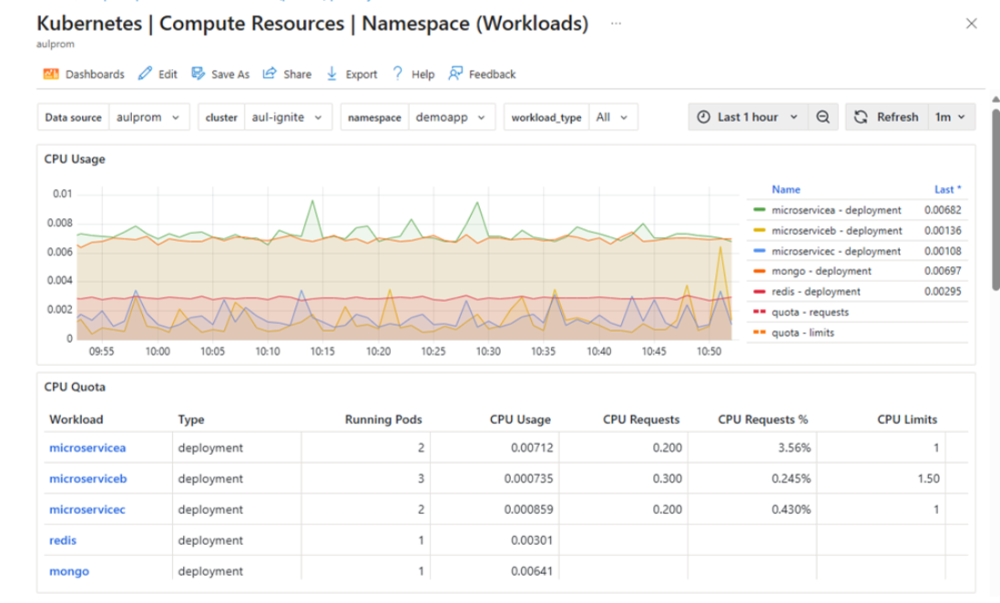 Kubernetes | Compute Resources | Namespace (Workloads) ...
aulprom
Dashboards Edit Save As Share Export Help Feedback
Data source aulprom cluster aul-ignite namespace demoapp workload_type All Last 1 hour Refresh 1m
CPU Usage
0.01
0.008
0.006
0.004
0.002
0
09:55 10:00 10:05 10:10 10:15 10:20 10:25 10:30 10:35 10:40 10:45 10:50
Name Last *
microservicea - deployment 0.00682
microserviceb - deployment 0.00136
microservicec - deployment 0.00108
mongo - deployment 0.00697
redis - deployment 0.00295
quota - requests
quota - limits
CPU Quota
Workload Type Running Pods CPU Usage CPU Requests CPU Requests % CPU Limits
microservicea deployment 2 0.00712 0.200 3.56% 1
microserviceb deployment 3 0.000735 0.300 0.245% 1.50
microservicec deployment 2 0.000859 0.200 0.430% 1
redis deployment 1 0.00301
mongo deployment 1 0.00641